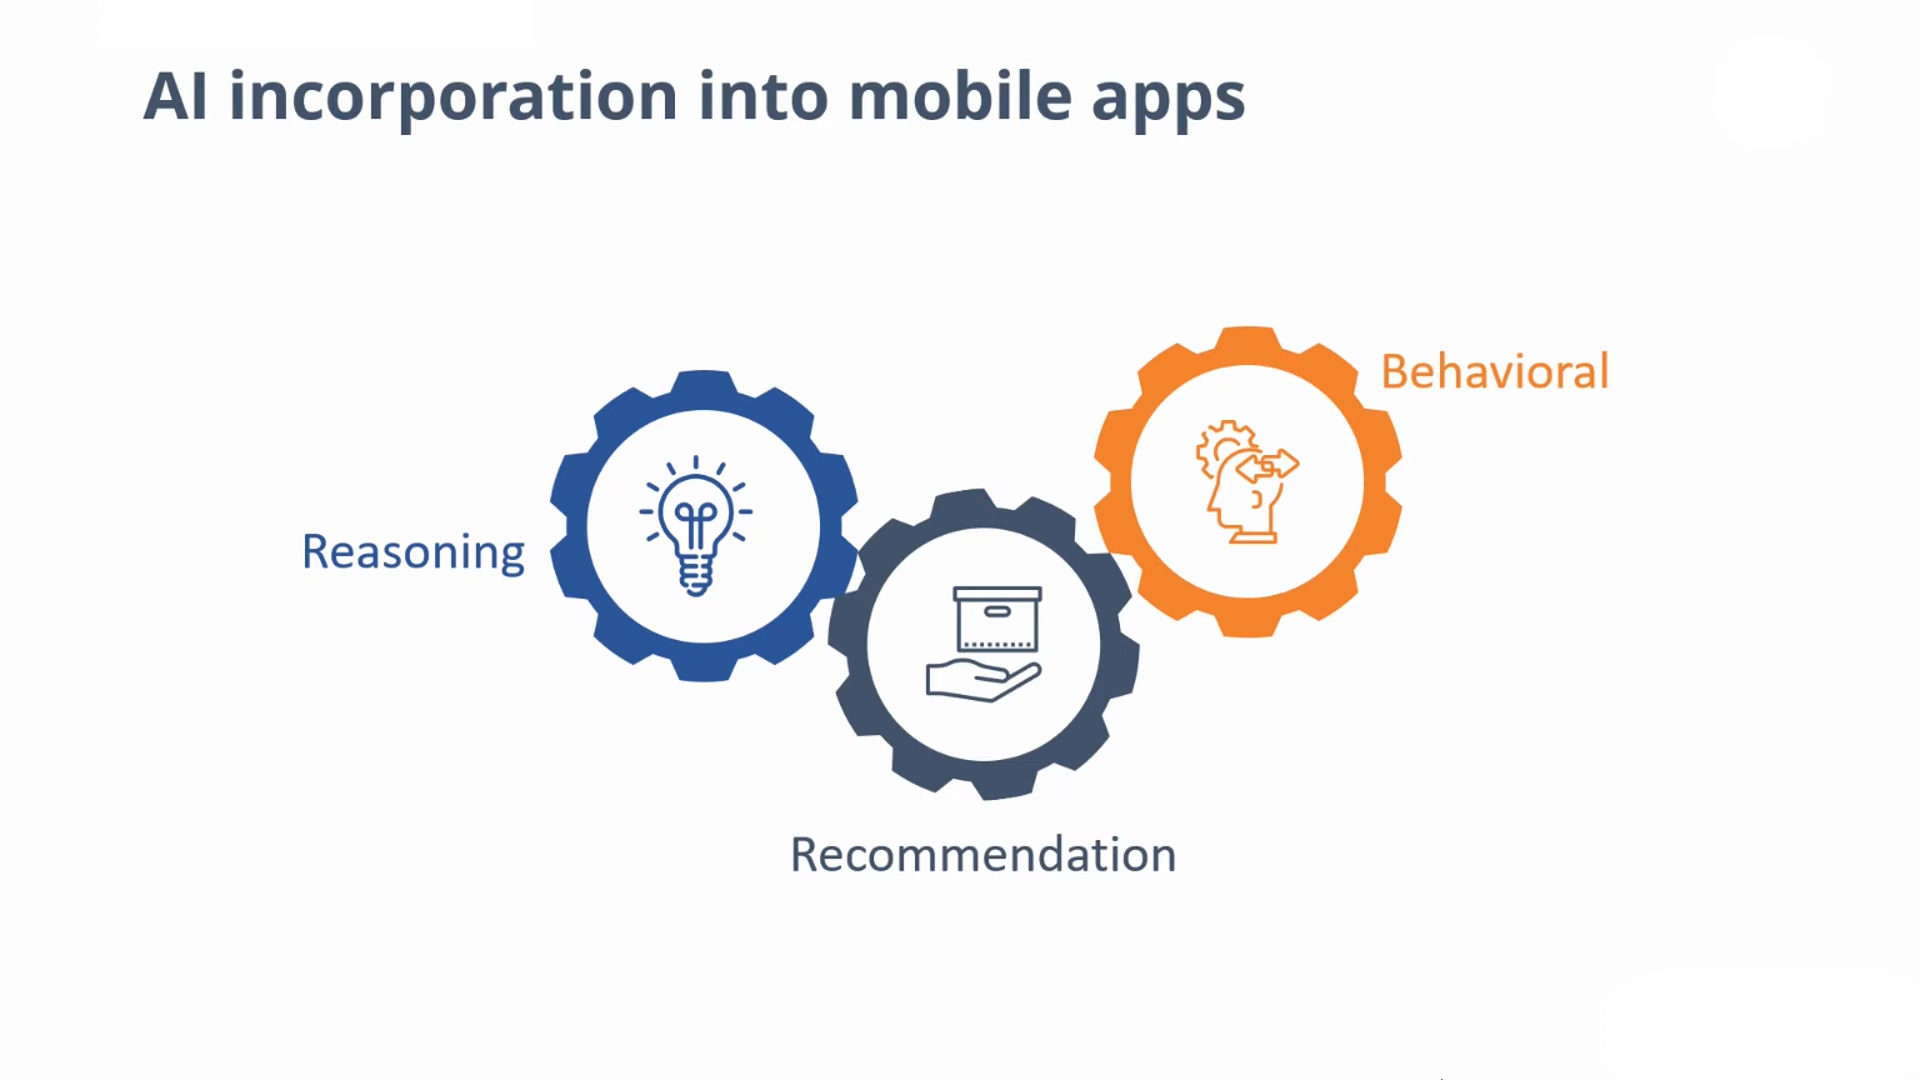 AI incorporation into mobile apps
Behavioral
Reasoning
Recommendation